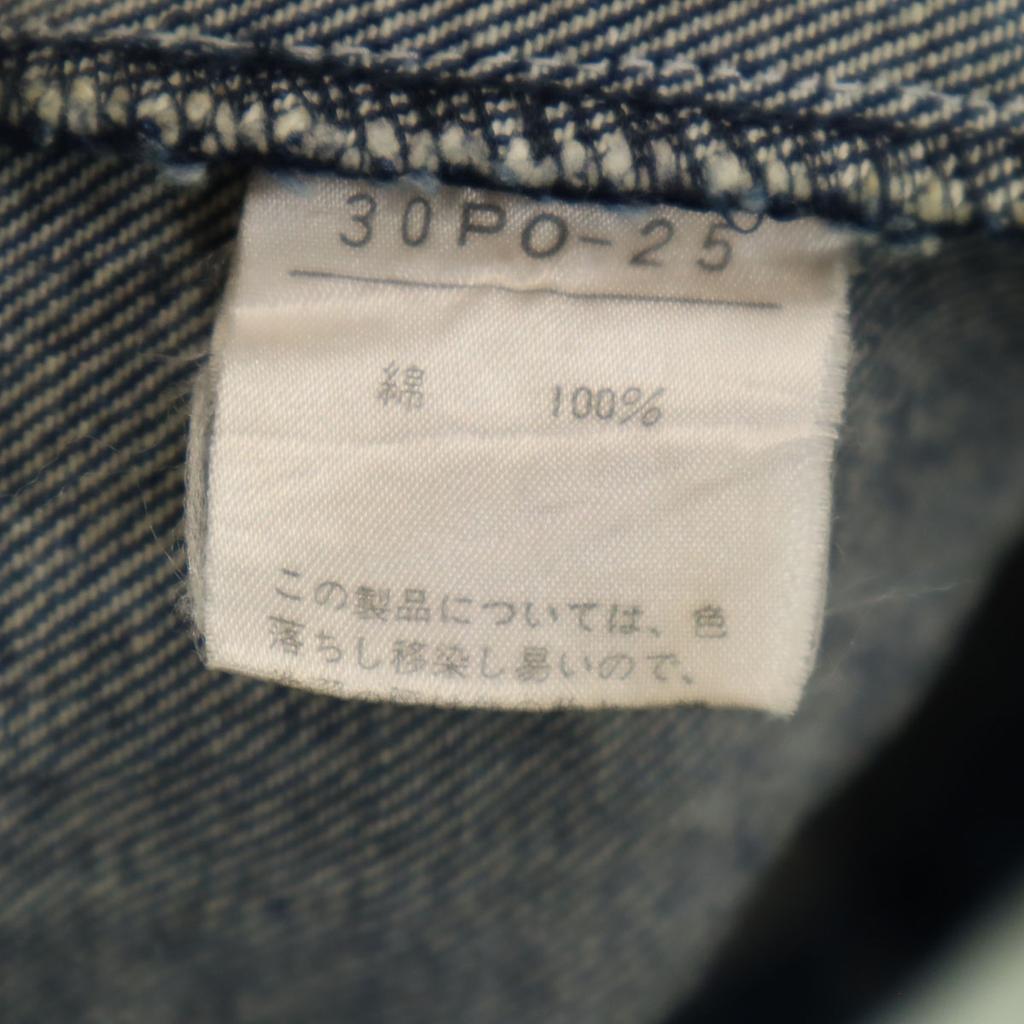 30PO-25
綿 100%
この製品については、色
落ちし移染し易いので、